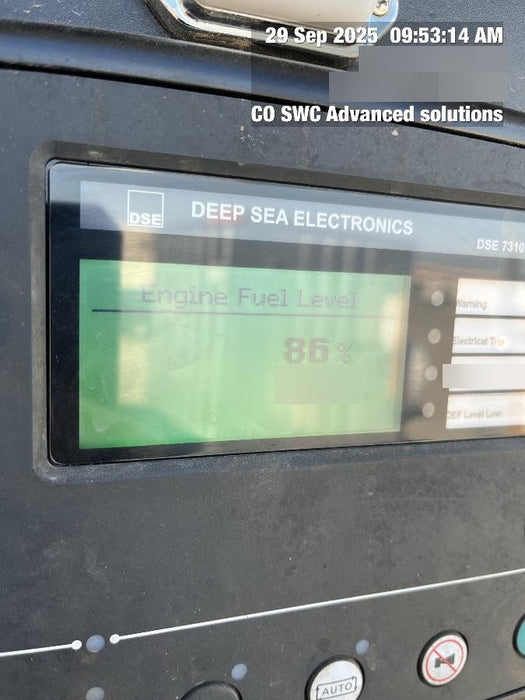 29 Sep 2025 09:53:14 AM
CO SWC Advanced solutions
DSE
DEEP SEA ELECTRONICS
DSE 7310
Engine Fuel Level
86 %
Warning
Electrical Trip
DEF Level Low
AUTO